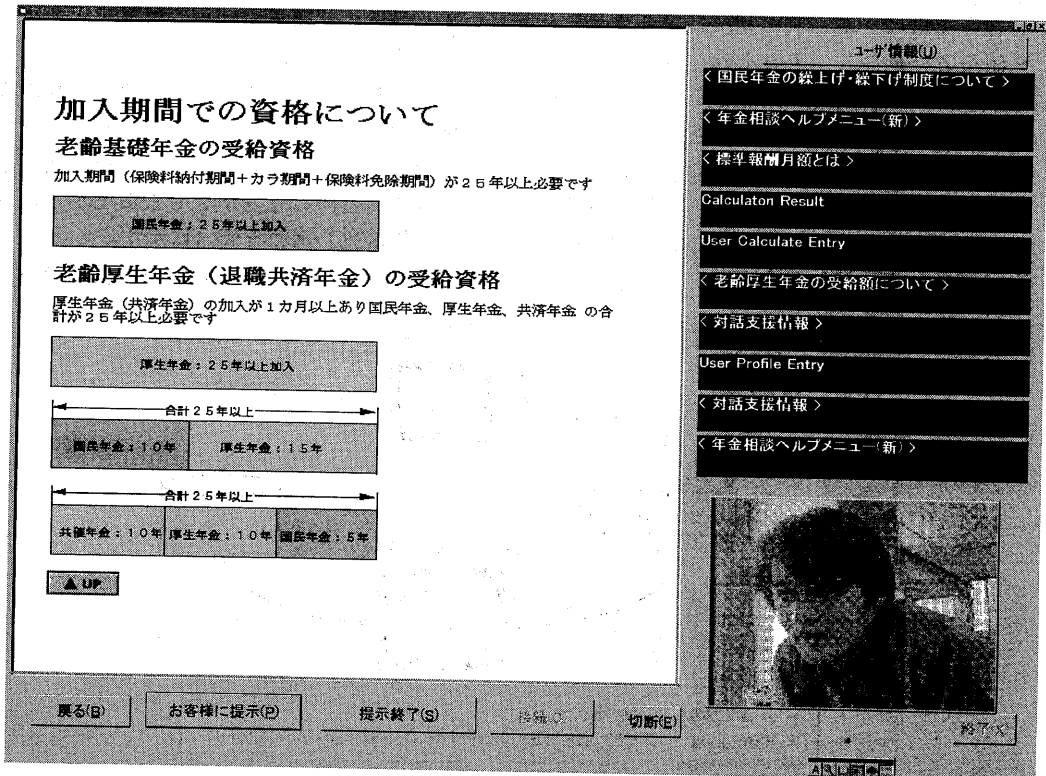 加入期間での資格について
老齢基礎年金の受給資格
加入期間（保険料納付期間＋カラ期間＋保険料免除期間）が２５年以上必要です
国民年金：２５年以上加入
老齢厚生年金（退職共済年金）の受給資格
厚生年金（共済年金）の加入が１カ月以上あり国民年金、厚生年金、共済年金 の合
計が２５年以上必要です
厚生年金：２５年以上加入
合計２５年以上
国民年金：１０年 厚生年金：１５年
合計２５年以上
共済年金：１０年 厚生年金：１０年 国民年金：５年
▲ UP
戻る(B) お客様に提示(P) 提示終了(S) 接続 切断(E)
ユーザ情報(U)
< 国民年金の繰上げ・繰下げ制度について >
< 年金相談ヘルプメニュー(新) >
< 標準報酬月額とは >
Calculaton Result
User Calculate Entry
< 老齢厚生年金の受給額について >
< 対話支援情報 >
User Profile Entry
< 対話支援情報 >
< 年金相談ヘルプメニュー(新) >
終了(X)